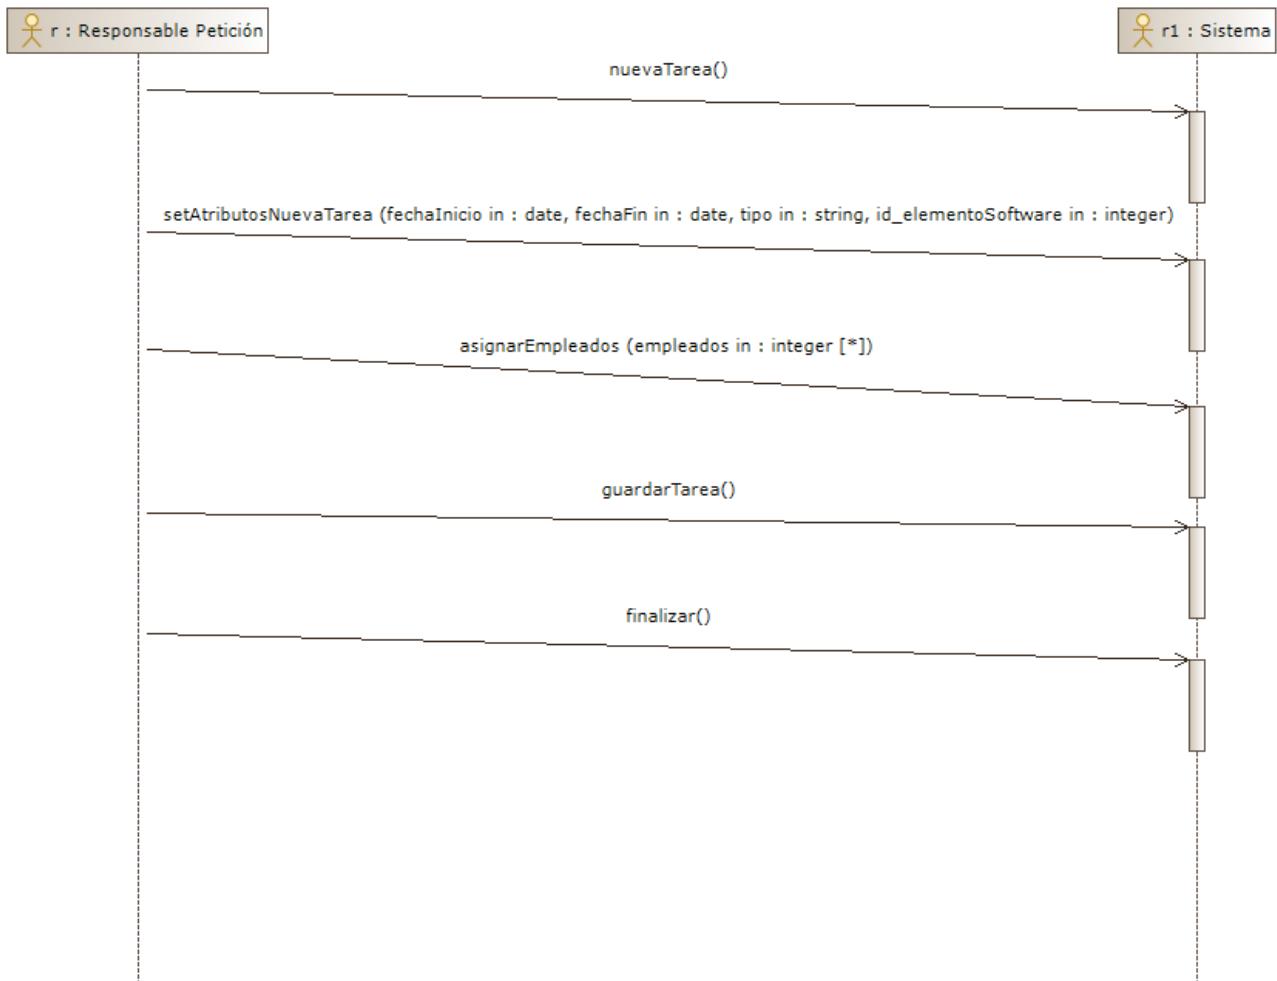 r : Responsable Petición
r1 : Sistema
nuevaTarea()
setAtributosNuevaTarea (fechaInicio in : date, fechaFin in : date, tipo in : string, id_elementoSoftware in : integer)
asignarEmpleados (empleados in : integer [*])
guardarTarea()
finalizar()